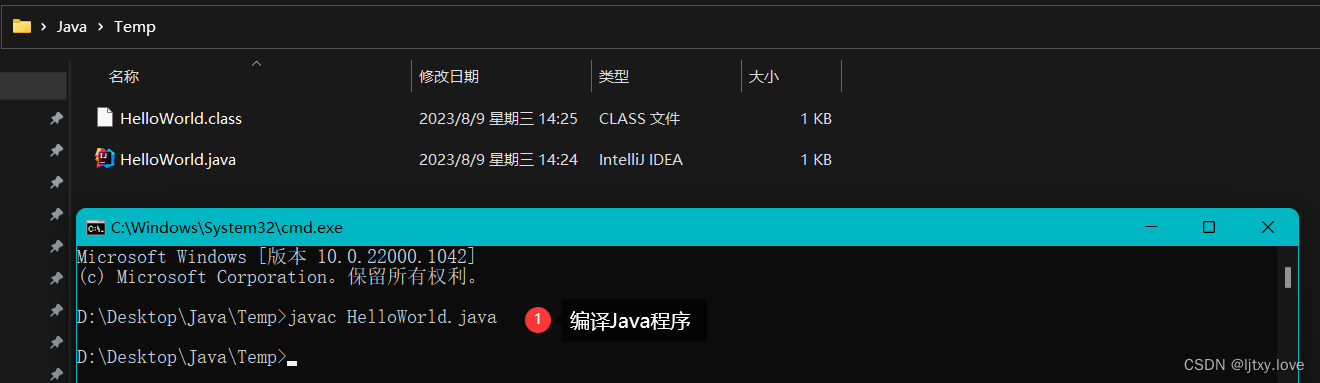 Java > Temp
名称 修改日期 类型 大小
HelloWorld.class 2023/8/9 星期三 14:25 CLASS 文件 1 KB
HelloWorld.java 2023/8/9 星期三 14:24 IntelliJ IDEA 1 KB
C:\Windows\System32\cmd.exe
Microsoft Windows [版本 10.0.22000.1042]
(c) Microsoft Corporation。保留所有权利。
D:\Desktop\Java\Temp>javac HelloWorld.java 1 编译Java程序
D:\Desktop\Java\Temp>
CSDN @ljtxy.love